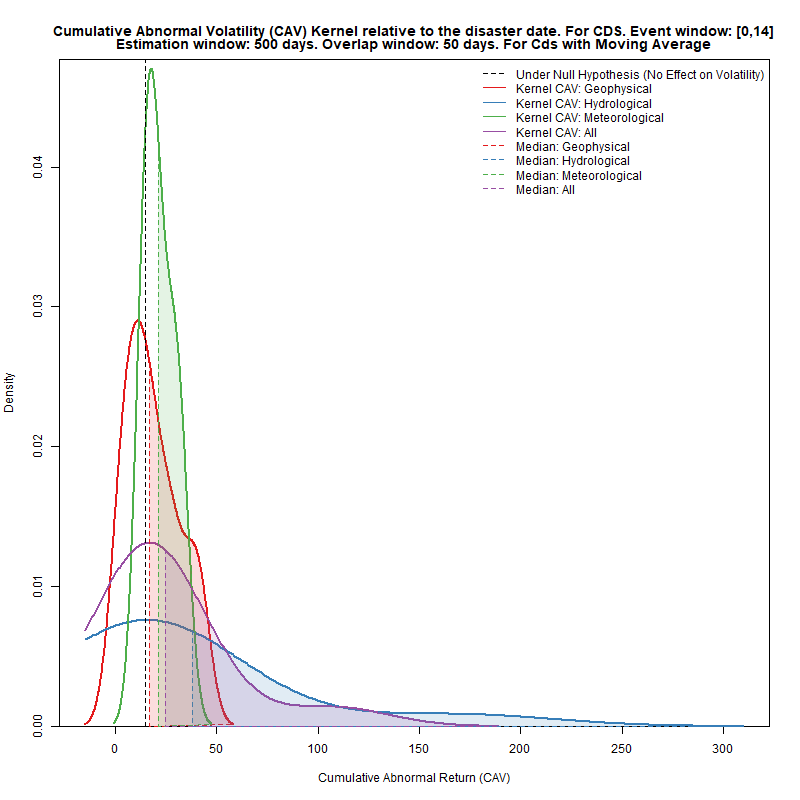 Cumulative Abnormal Volatility (CAV) Kernel relative to the disaster date. For CDS. Event window: [0,14]
Estimation window: 500 days. Overlap window: 50 days. For Cds with Moving Average
Under Null Hypothesis (No Effect on Volatility)
Kernel CAV: Geophysical
Kernel CAV: Hydrological
Kernel CAV: Meteorological
Kernel CAV: All
Median: Geophysical
Median: Hydrological
Median: Meteorological
Median: All
0.04
0.03
0.02
0.01
0.00
Density
0 50 100 150 200 250 300
Cumulative Abnormal Return (CAV)